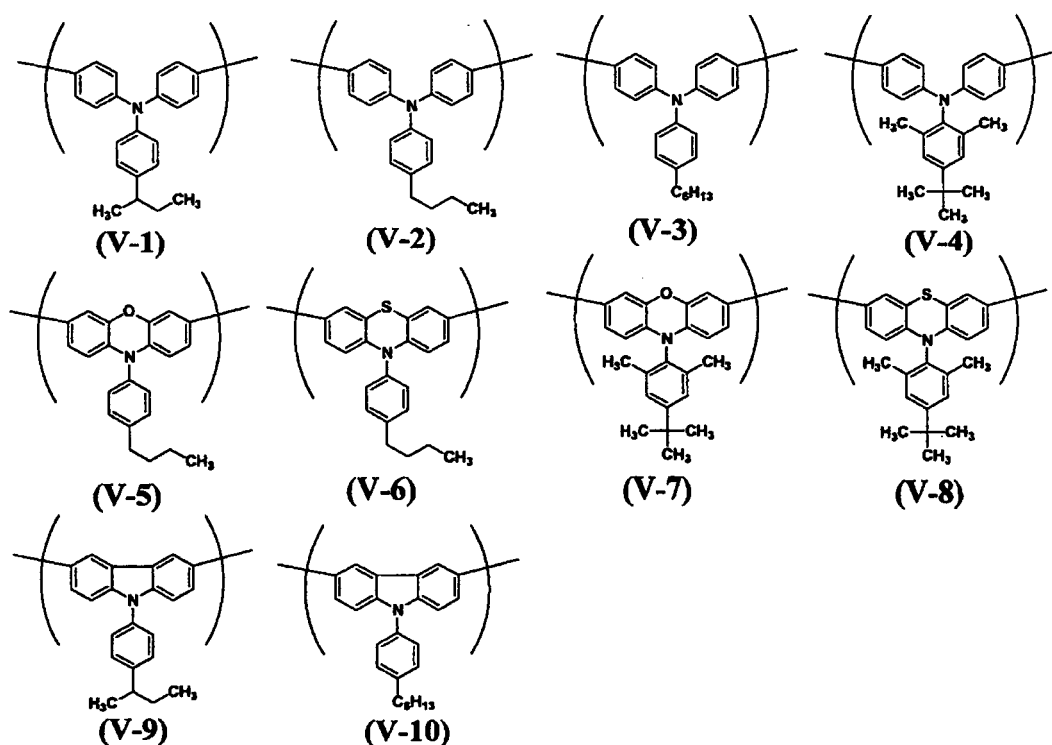 N
H₃C CH₃
(V-1)
N
CH₃
(V-2)
N
C₆H₁₃
(V-3)
N
H₃C CH₃
H₃C CH₃
CH₃
(V-4)
O
N
CH₃
(V-5)
S
N
CH₃
(V-6)
O
N
H₃C CH₃
H₃C CH₃
CH₃
(V-7)
S
N
H₃C CH₃
H₃C CH₃
CH₃
(V-8)
N
H₃C CH₃
(V-9)
N
C₆H₁₃
(V-10)